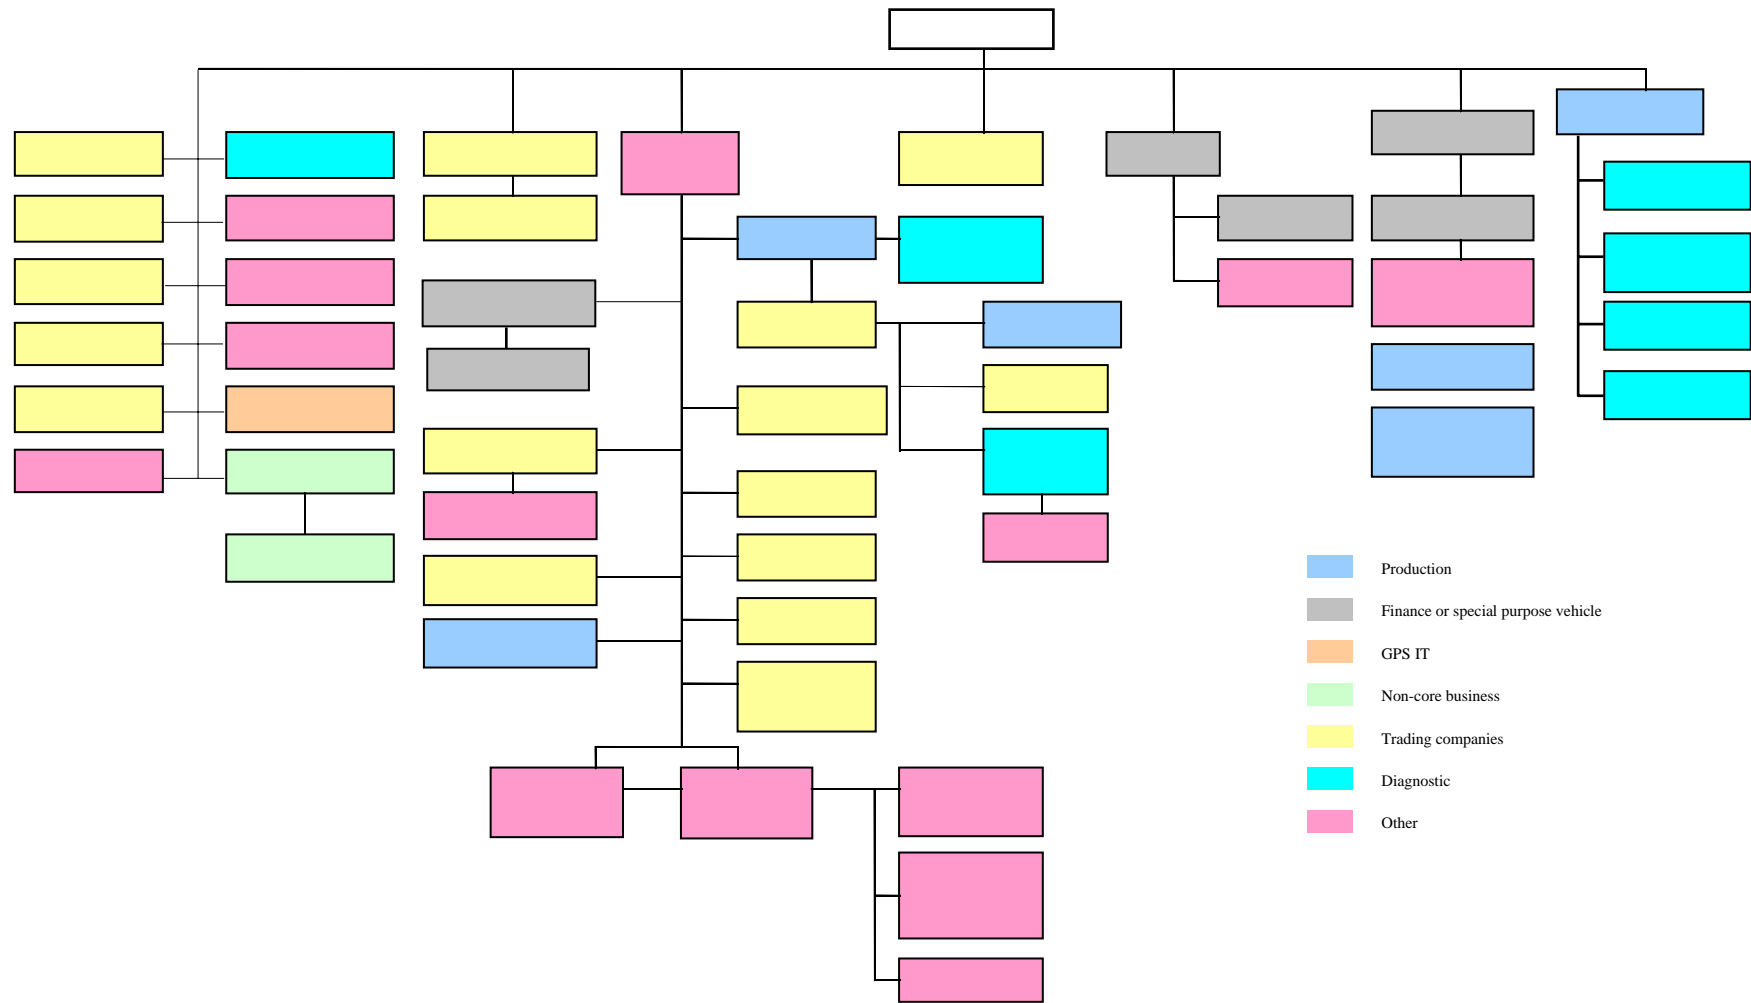 Production
Finance or special purpose vehicle
GPS IT
Non-core business
Trading companies
Diagnostic
Other